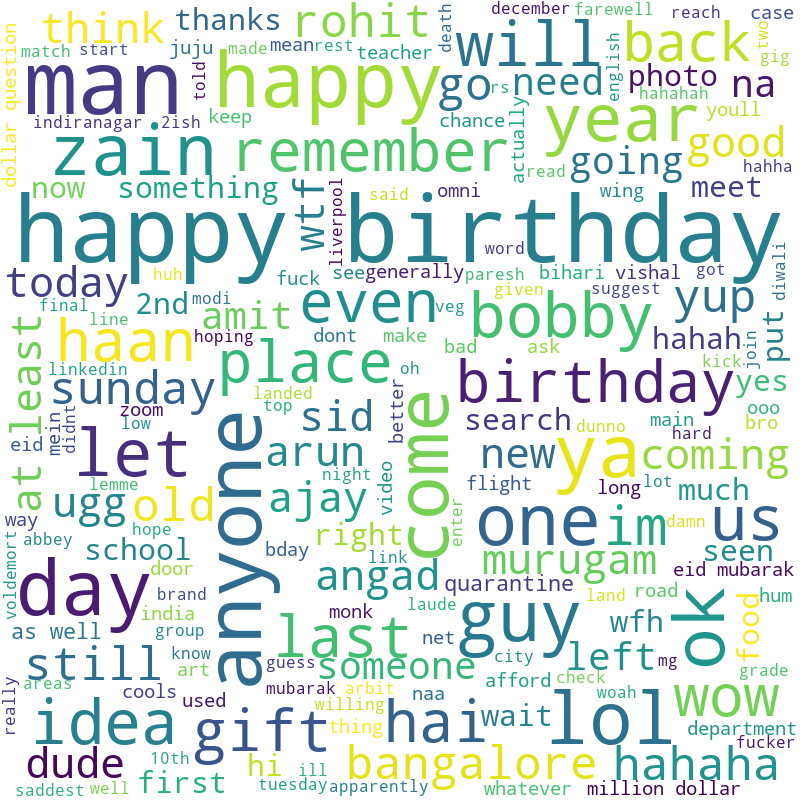 december farewell reach case
think thanks rohit will back
match start juju made mean rest teacher death
man happy go need english two gig
told rs photo na
dollar question hahahah
indiranagar 2ish keep chance actually year youll
zain remember read good
going hahha
now something wtf liverpool said omni wing meet
happy birthday
word
today huh fuck see generally paresh bihari vishal got diwali
final modi 2nd amit even veg given suggest yup
line hoping dont make bobby hahah put
haan place oh bad ask kick join
at least linkedin landed birthday yes
sunday zoom top better come ooo
eid mein didnt low let anyone sid search main bro
arun new ya dunno hard coming
lemme night video flight long lot much
ugg old ajay enter one im damn us
way hope right seen
abbey school link murugam
voldemort door bday angad quarantine eid mubarak
brand india monk laude guy land road hum
as well group last net wfh ok food
know guess city left mg
still art someone check grade
areas cools mubarak arbit naa afford woah wow
really used willing
idea gift thing hai wait lol department
fucker
dude 10th hi ill bangalore hahaha
saddest well first tuesday apparently whatever million dollar